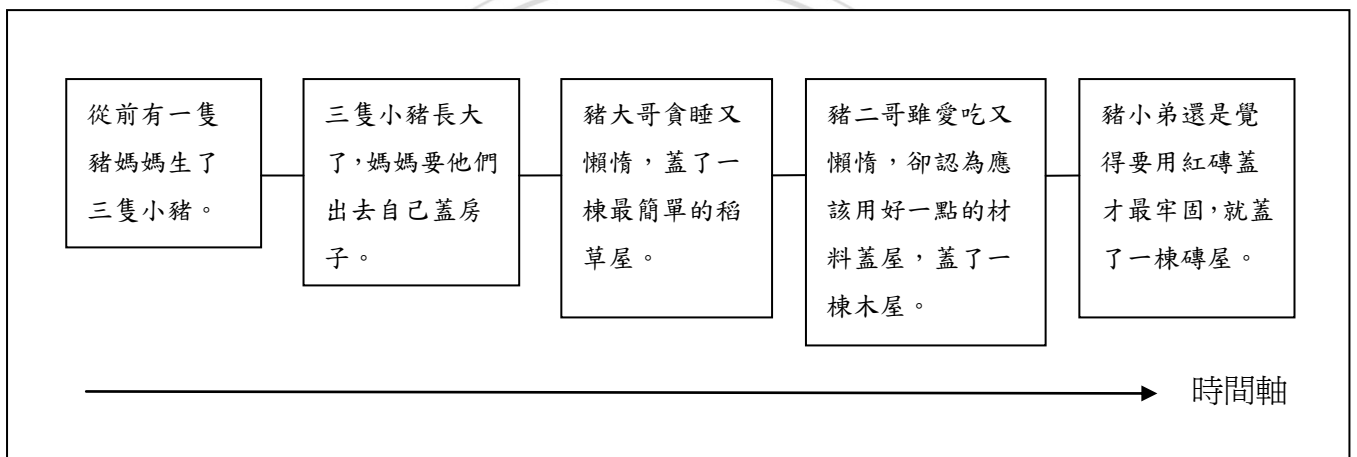 從前有一隻
豬媽媽生了
三隻小豬。
三隻小豬長大
了,媽媽要他們
出去自己蓋房
子。
豬大哥貪睡又
懶惰,蓋了一
棟最簡單的稻
草屋。
豬二哥雖愛吃又
懶惰,卻認為應
該用好一點的材
料蓋屋,蓋了一
棟木屋。
豬小弟還是覺
得要用紅磚蓋
才最牢固,就蓋
了一棟磚屋。
時間軸